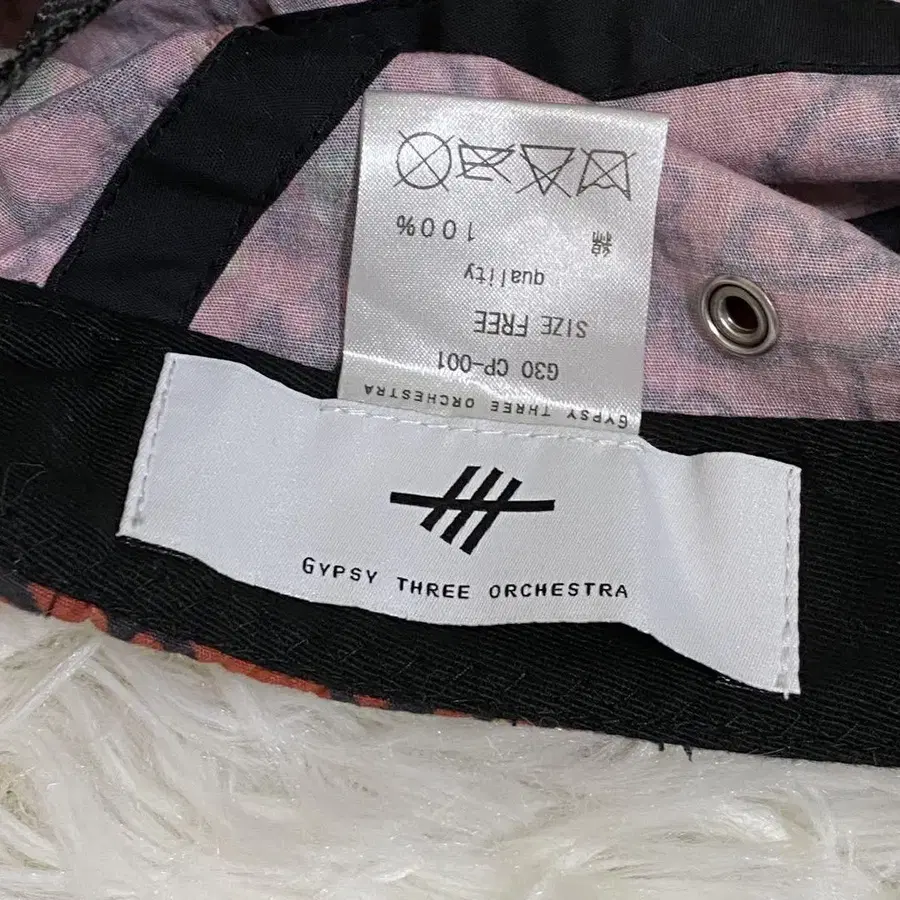 GYPSY THREE ORCHESTRA
G30 CP-001
SIZE FREE
quality
綿 100%
GYPSY THREE ORCHESTRA